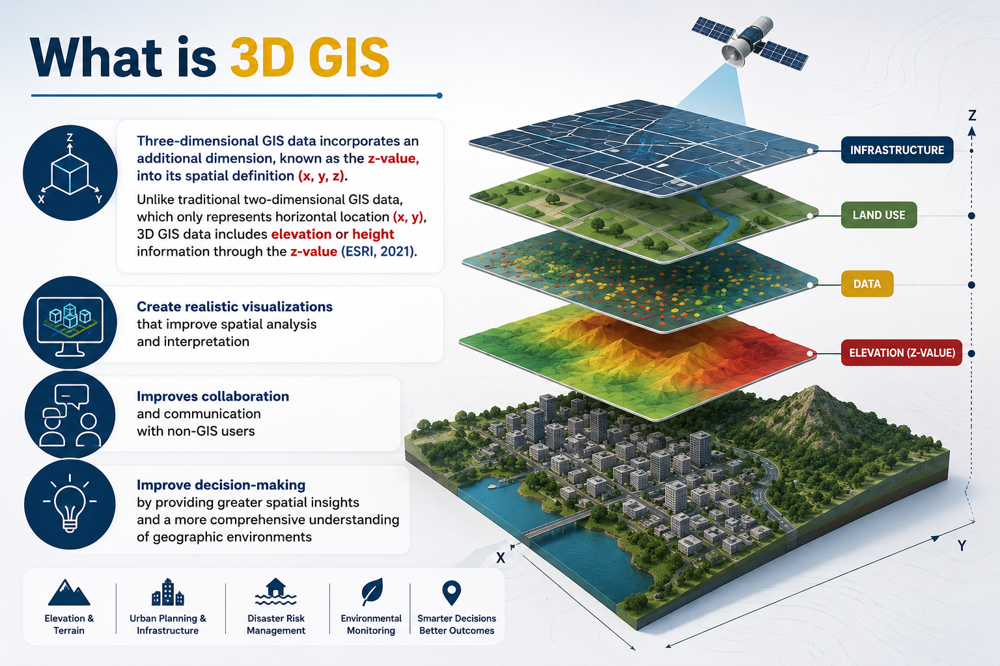 What is 3D GIS
Z
X
Y
Three-dimensional GIS data incorporates an
additional dimension, known as the z-value,
into its spatial definition (x, y, z).
Unlike traditional two-dimensional GIS data,
which only represents horizontal location (x, y),
3D GIS data includes elevation or height
information through the z-value (ESRI, 2021).
Create realistic visualizations
that improve spatial analysis
and interpretation
Improves collaboration
and communication
with non-GIS users
Improve decision-making
by providing greater spatial insights
and a more comprehensive understanding
of geographic environments
Elevation &
Terrain
Urban Planning &
Infrastructure
Disaster Risk
Management
Environmental
Monitoring
Smarter Decisions
Better Outcomes
Z
INFRASTRUCTURE
LAND USE
DATA
ELEVATION (Z-VALUE)
X
Y